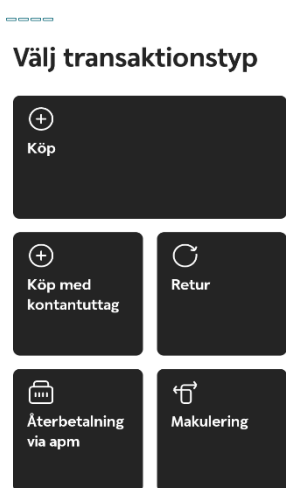 Välj transaktionstyp
Köp
Köp med
kontantuttag
Retur
Återbetalning
via apm
Makulering